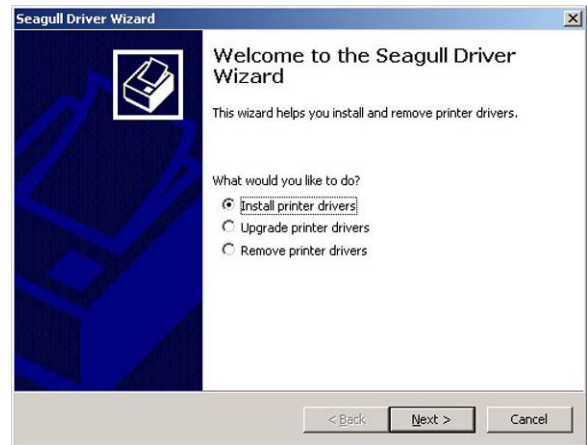 Seagull Driver Wizard
Welcome to the Seagull Driver
Wizard
This wizard helps you install and remove printer drivers.
What would you like to do?
Install printer drivers
Upgrade printer drivers
Remove printer drivers
< Back Next > Cancel